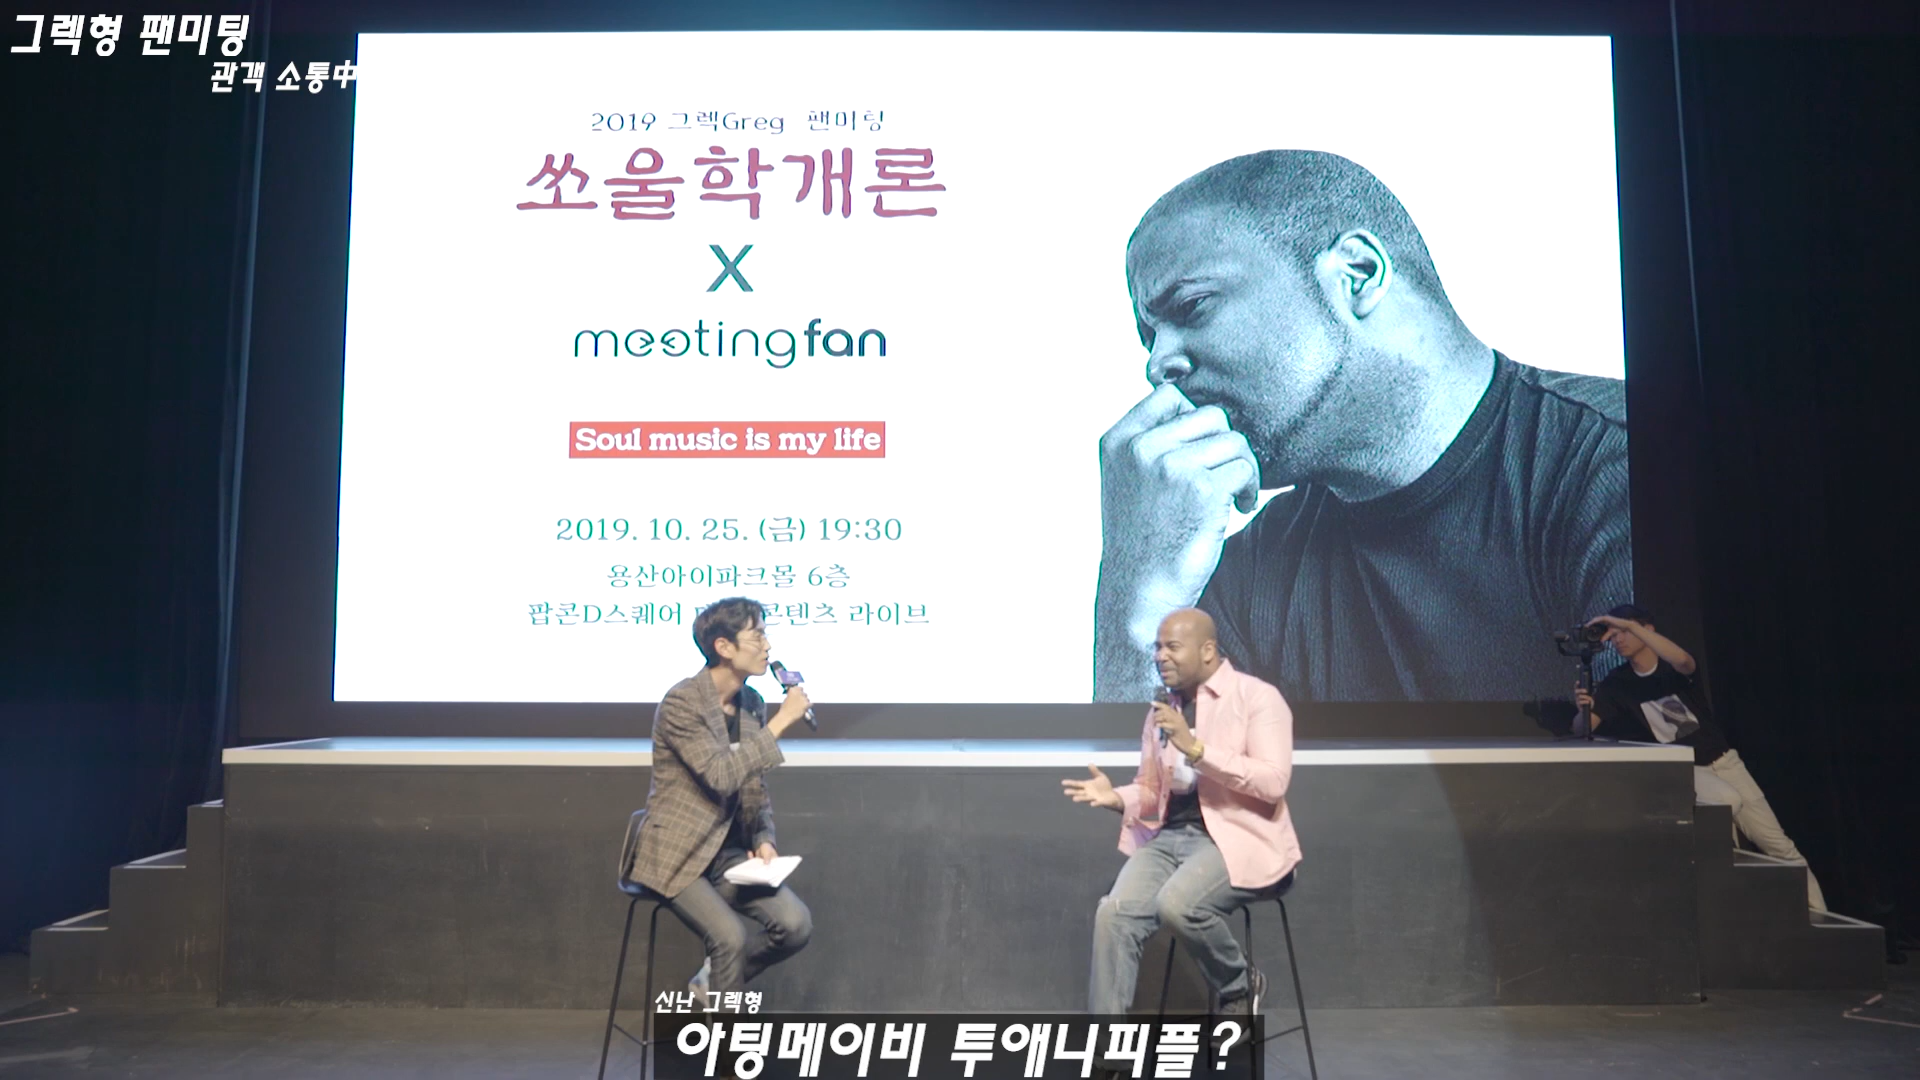 그렉형 팬미팅
관객 소통中
2019 그렉Greg 팬미팅
쏘울학개론
X
meetingfan
Soul music is my life
2019. 10. 25. (금) 19:30
용산아이파크몰 6층
팝콘D스퀘어 콘텐츠 라이브
신난 그렉형
아팅메이비 투애니피플?